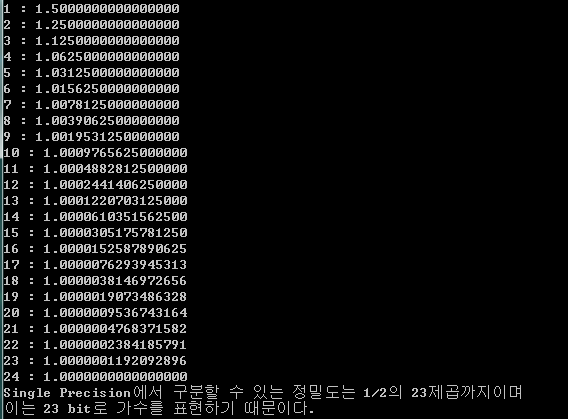 1 : 1.5000000000000000
2 : 1.2500000000000000
3 : 1.1250000000000000
4 : 1.0625000000000000
5 : 1.0312500000000000
6 : 1.0156250000000000
7 : 1.0078125000000000
8 : 1.0039062500000000
9 : 1.0019531250000000
10 : 1.0009765625000000
11 : 1.0004882812500000
12 : 1.0002441406250000
13 : 1.0001220703125000
14 : 1.0000610351562500
15 : 1.0000305175781250
16 : 1.0000152587890625
17 : 1.0000076293945313
18 : 1.0000038146972656
19 : 1.0000019073486328
20 : 1.0000009536743164
21 : 1.0000004768371582
22 : 1.0000002384185791
23 : 1.0000001192092896
24 : 1.0000000000000000
Single Precision에서 구분할 수 있는 정밀도는 1/2의 23제곱까지이며
이는 23 bit로 가수를 표현하기 때문이다.